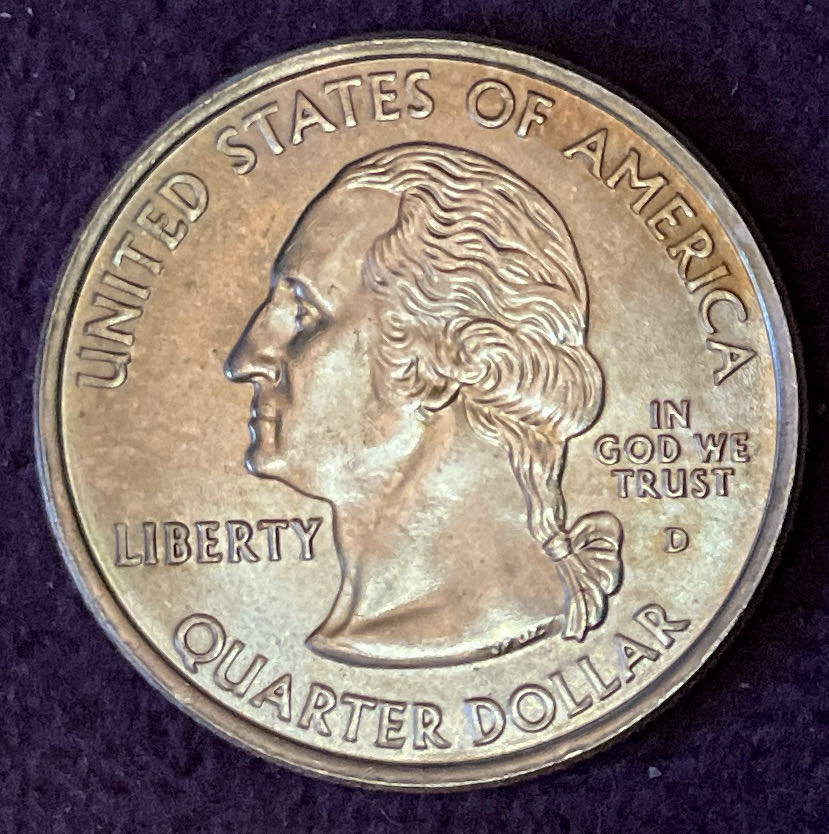 UNITED STATES OF AMERICA
LIBERTY
IN
GOD WE
TRUST
D
QUARTER DOLLAR